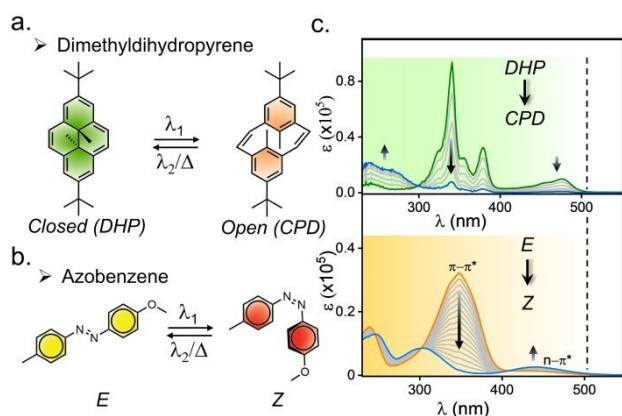 a.
➢ Dimethyldihydropyrene
λ₁
λ₂/Δ
Closed (DHP)
Open (CPD)
b.
➢ Azobenzene
N
N
O
λ₁
λ₂/Δ
N
N
O
E
Z
c.
ε (x10⁵)
0.8
0.4
0.0
DHP
CPD
300
400
500
λ (nm)
ε (x10⁵)
0.4
0.2
0.0
π–π*
E
Z
n–π*
300
400
500
λ (nm)